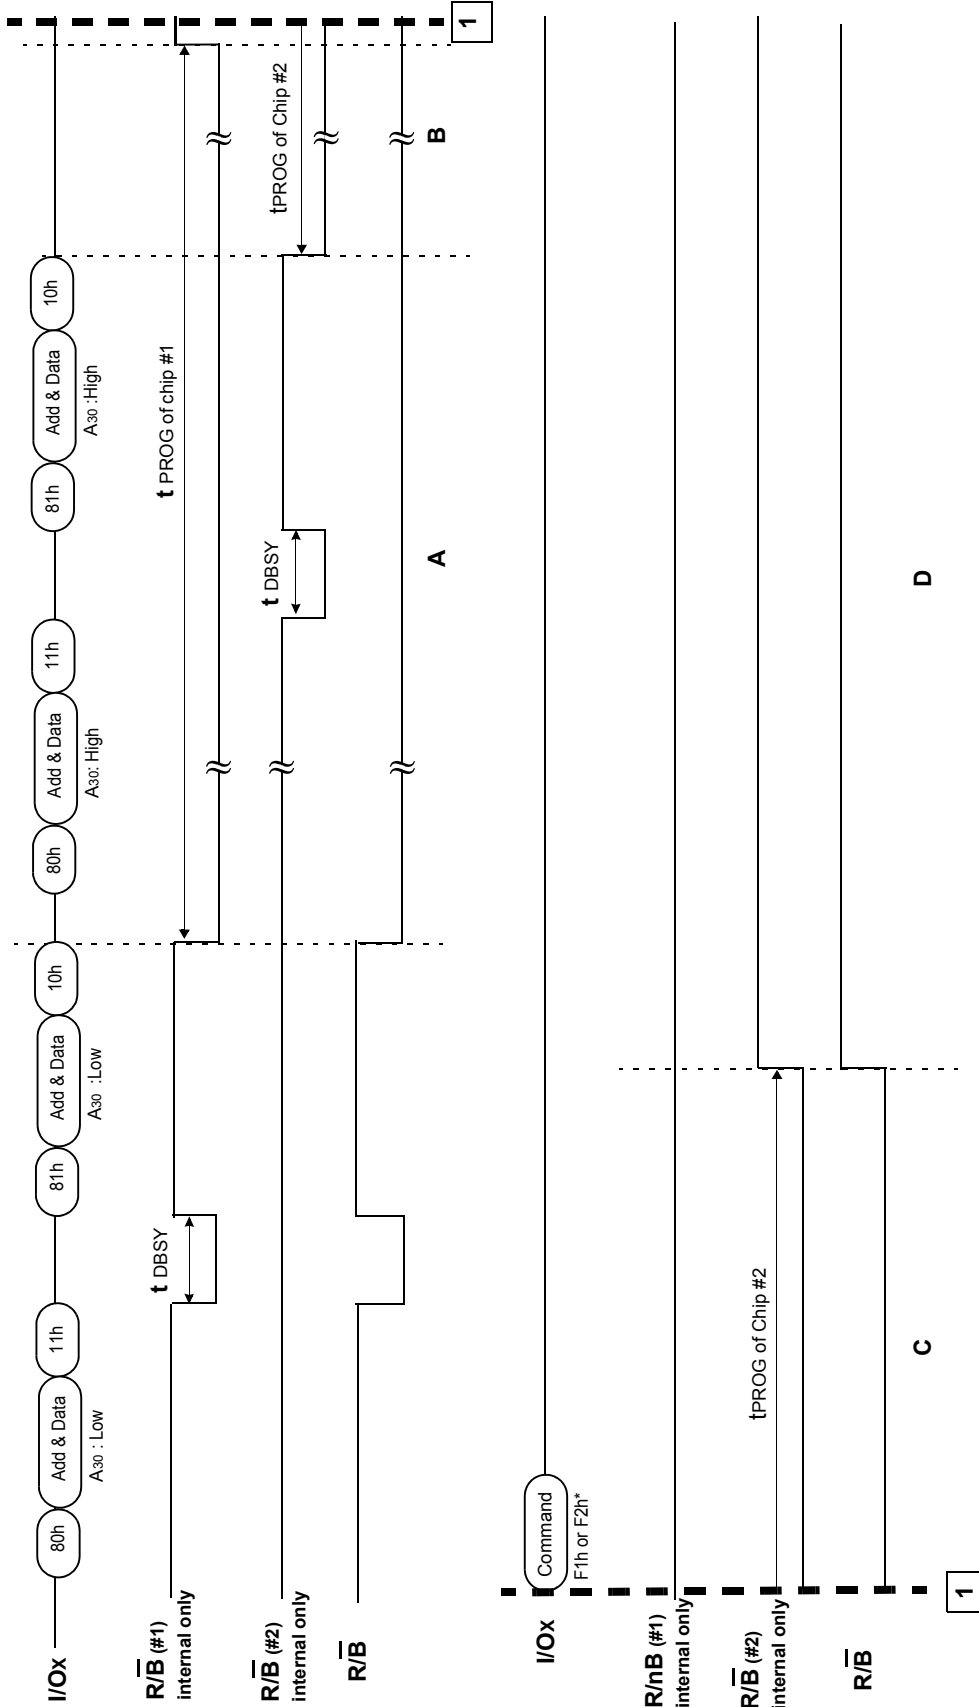 I/Ox
80h
Add & Data
11h
81h
Add & Data
10h
80h
Add & Data
11h
81h
Add & Data
10h
A30 : Low
A30 :Low
A30: High
A30 :High
R/B (#1)
internal only
t DBSY
t PROG of chip #1
R/B (#2)
internal only
t DBSY
tPROG of Chip #2
R/B
A
B
1
I/Ox
Command
F1h or F2h*
R/nB (#1)
internal only
R/B (#2)
internal only
tPROG of Chip #2
R/B
C
D
1